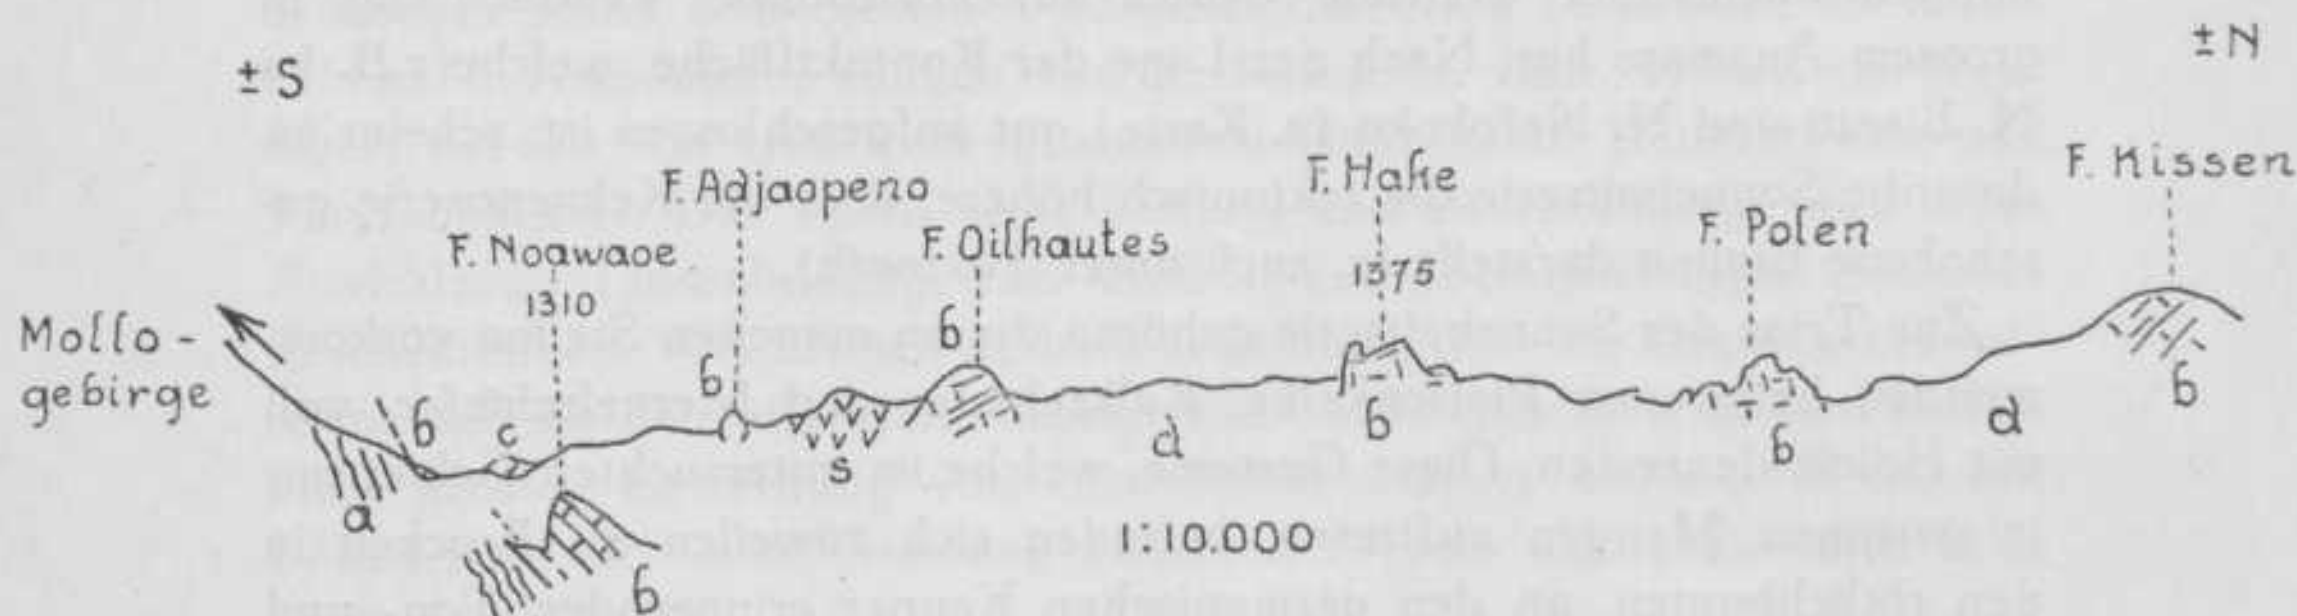 ±S
±N
F. Hake
F. Kissen
F. Adjaopeno
F. Polen
F. Noawaoe
F. Oilhautes
1310
1375
Mollo-
gebirge
b
b
b
c
b
b
b
a
s
d
d
b
1:10.000